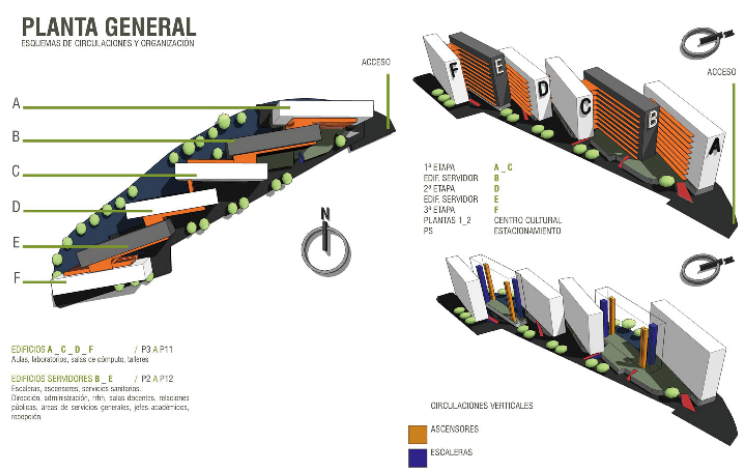 PLANTA GENERAL
ESQUEMAS DE CIRCULACIONES Y ORGANIZACIÓN
ACCESO
A
B
C
D
E
F
N
EDIFICIOS A _ C _ D _ F / P3 A P11
Aulas, laboratorios, salas de cómputo, talleres
EDIFICIOS SERVIDORES B _ E / P2 A P12
Escaleras, ascensores, servicios sanitarios.
Dirección, administración, salas docentes, relaciones
públicas, áreas de servicios generales, jefes académicos,
recepción
F
E
D
C
B
A
ACCESO
1ª ETAPA A _ C
EDIF. SERVIDOR B
2ª ETAPA D
EDIF. SERVIDOR E
3ª ETAPA F
PLANTAS 1_2 CENTRO CULTURAL
PS ESTACIONAMIENTO
CIRCULACIONES VERTICALES
ASCENSORES
ESCALERAS